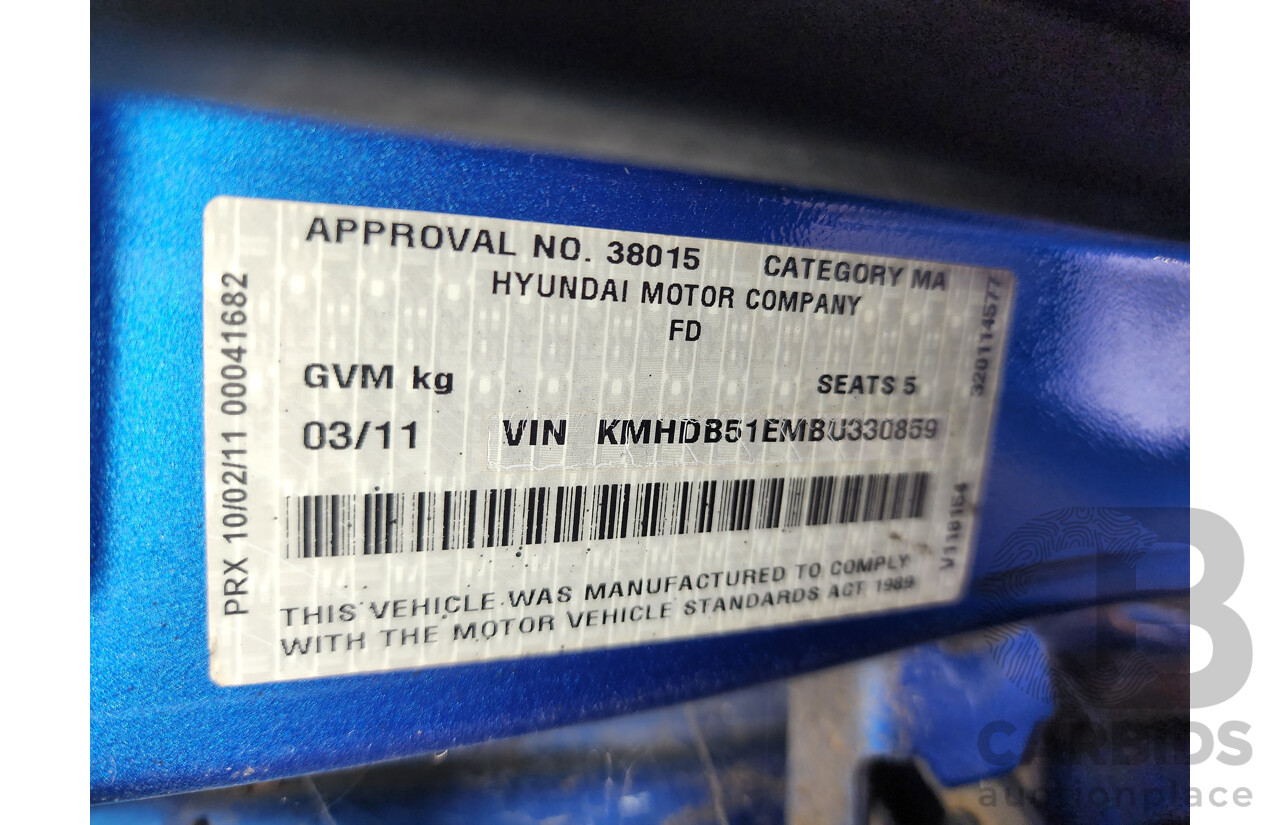 APPROVAL NO. 38015 CATEGORY MA
HYUNDAI MOTOR COMPANY
FD
GVM kg SEATS 5
03/11 VIN KMHDB51EMBU330859
THIS VEHICLE WAS MANUFACTURED TO COMPLY
WITH THE MOTOR VEHICLE STANDARDS ACT 1989
PRX 10/02/11 00041682
320114577
V118164
B
CARBIDS
auctionplace